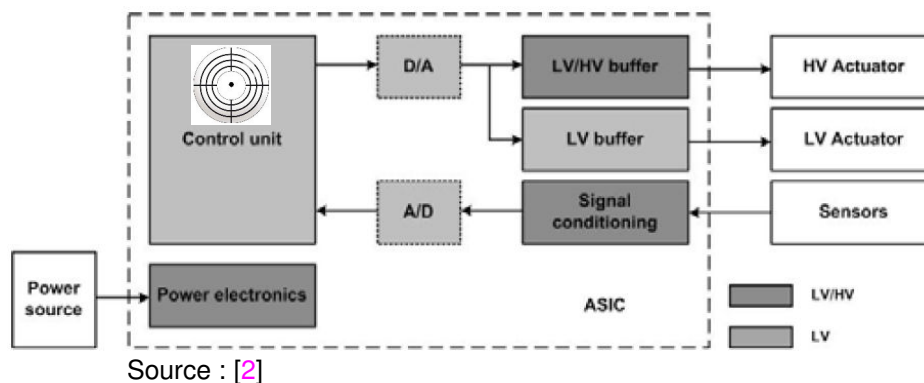 D/A
LV/HV buffer
HV Actuator
Control unit
LV buffer
LV Actuator
A/D
Signal
conditioning
Sensors
Power
source
Power electronics
ASIC
LV/HV
LV
Source : [2]